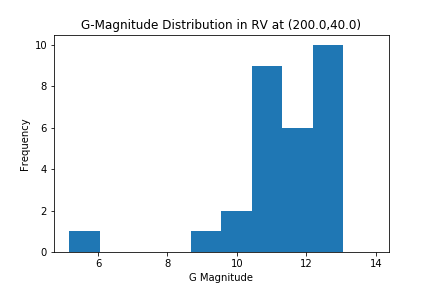 G-Magnitude Distribution in RV at (200.0,40.0)
10
8
6
4
2
0
Frequency
6 8 10 12 14
G Magnitude